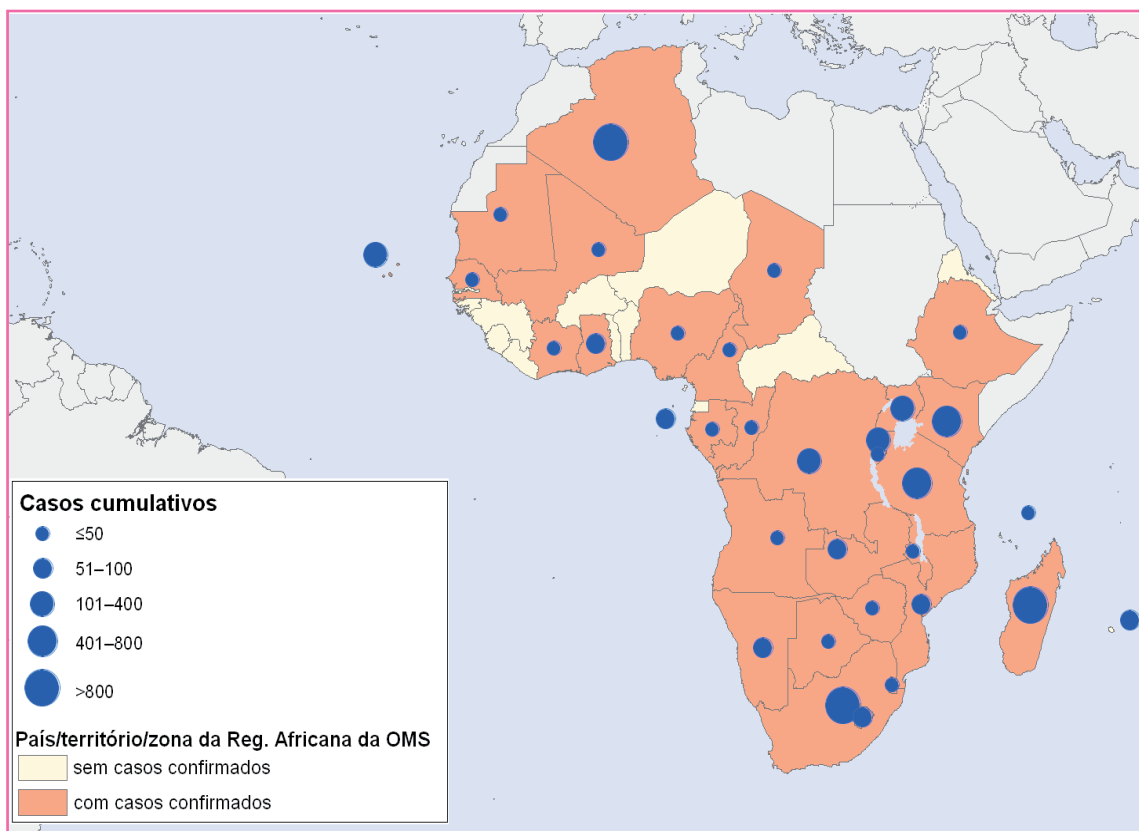 Casos cumulativos
≤50
51–100
101–400
401–800
>800
País/território/zona da Reg. Africana da OMS
sem casos confirmados
com casos confirmados